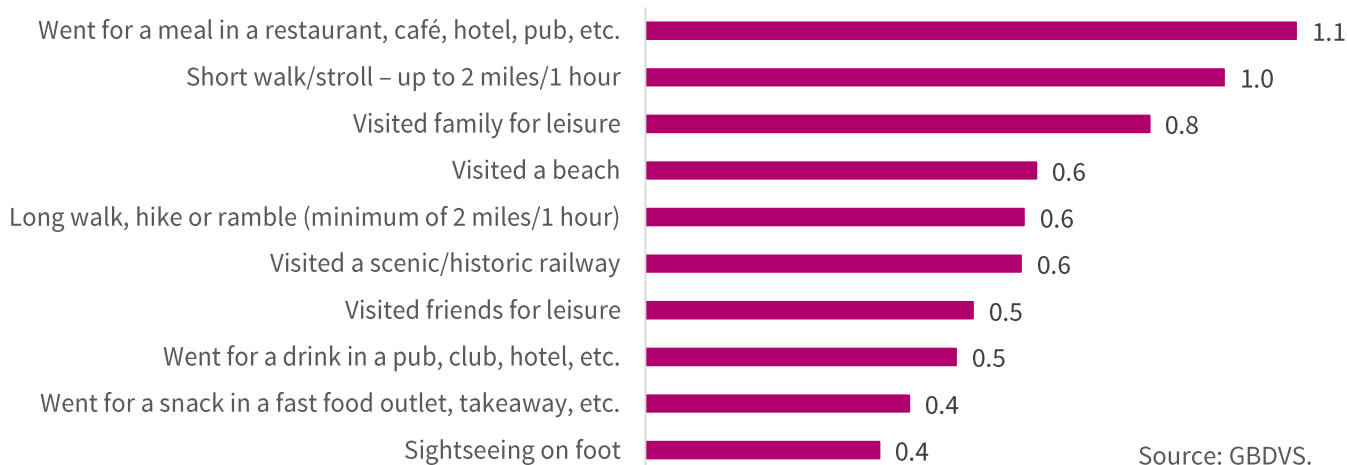 Went for a meal in a restaurant, café, hotel, pub, etc. 1.1
Short walk/stroll – up to 2 miles/1 hour 1.0
Visited family for leisure 0.8
Visited a beach 0.6
Long walk, hike or ramble (minimum of 2 miles/1 hour) 0.6
Visited a scenic/historic railway 0.6
Visited friends for leisure 0.5
Went for a drink in a pub, club, hotel, etc. 0.5
Went for a snack in a fast food outlet, takeaway, etc. 0.4
Sightseeing on foot 0.4
Source: GBDVS.